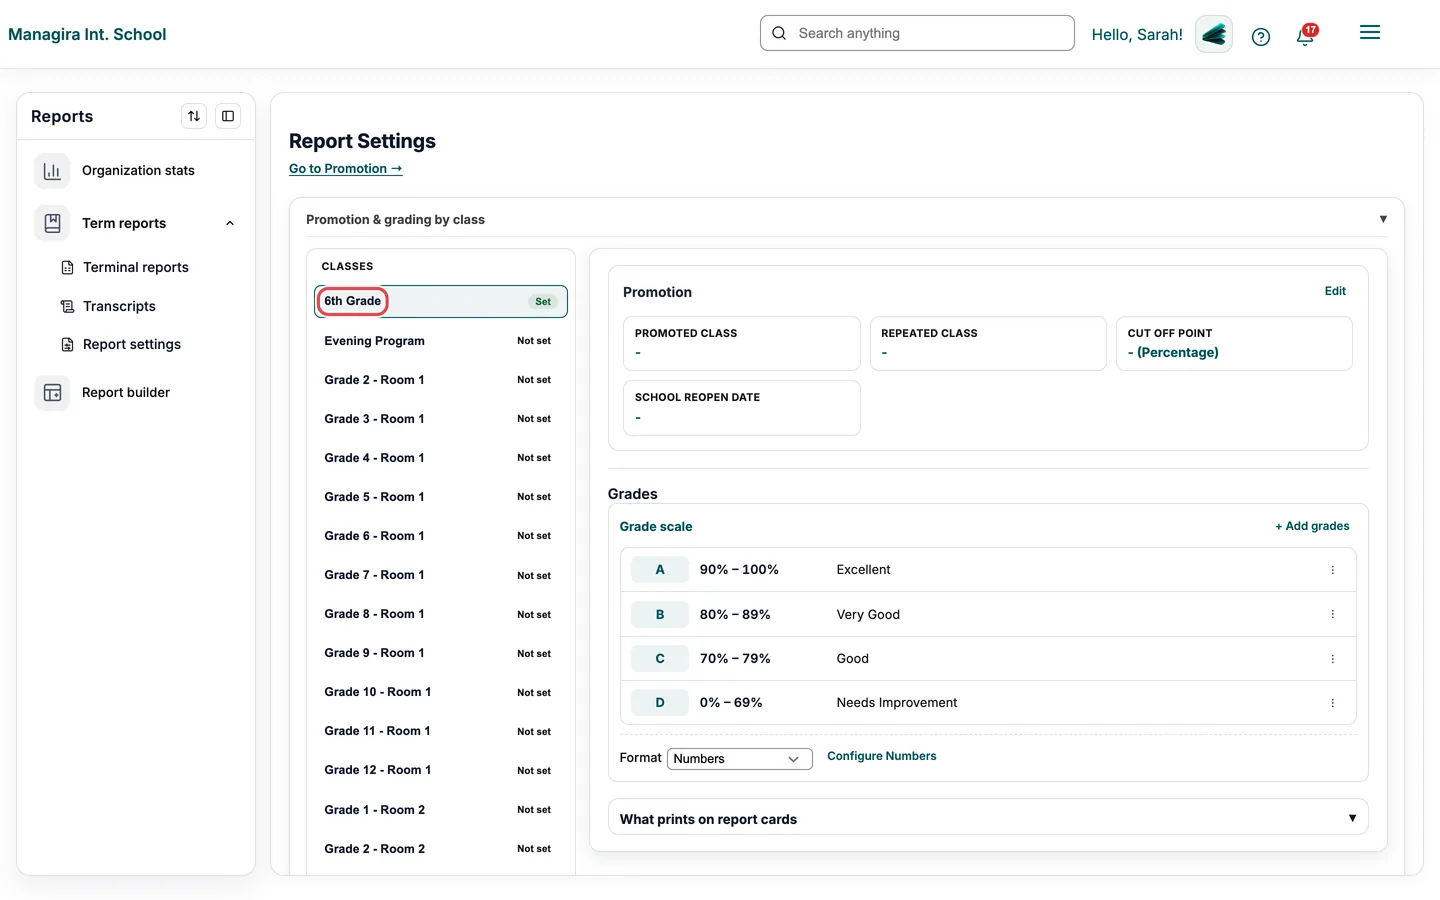 Managira Int. School
Search anything
Hello, Sarah!
17
Reports
Organization stats
Term reports
Terminal reports
Transcripts
Report settings
Report builder
Report Settings
Go to Promotion →
Promotion & grading by class
CLASSES
6th Grade Set
Evening Program Not set
Grade 2 - Room 1 Not set
Grade 3 - Room 1 Not set
Grade 4 - Room 1 Not set
Grade 5 - Room 1 Not set
Grade 6 - Room 1 Not set
Grade 7 - Room 1 Not set
Grade 8 - Room 1 Not set
Grade 9 - Room 1 Not set
Grade 10 - Room 1 Not set
Grade 11 - Room 1 Not set
Grade 12 - Room 1 Not set
Grade 1 - Room 2 Not set
Grade 2 - Room 2 Not set
Promotion Edit
PROMOTED CLASS
-
REPEATED CLASS
-
CUT OFF POINT
- (Percentage)
SCHOOL REOPEN DATE
-
Grades
Grade scale + Add grades
A 90% – 100% Excellent
B 80% – 89% Very Good
C 70% – 79% Good
D 0% – 69% Needs Improvement
Format Numbers Configure Numbers
What prints on report cards